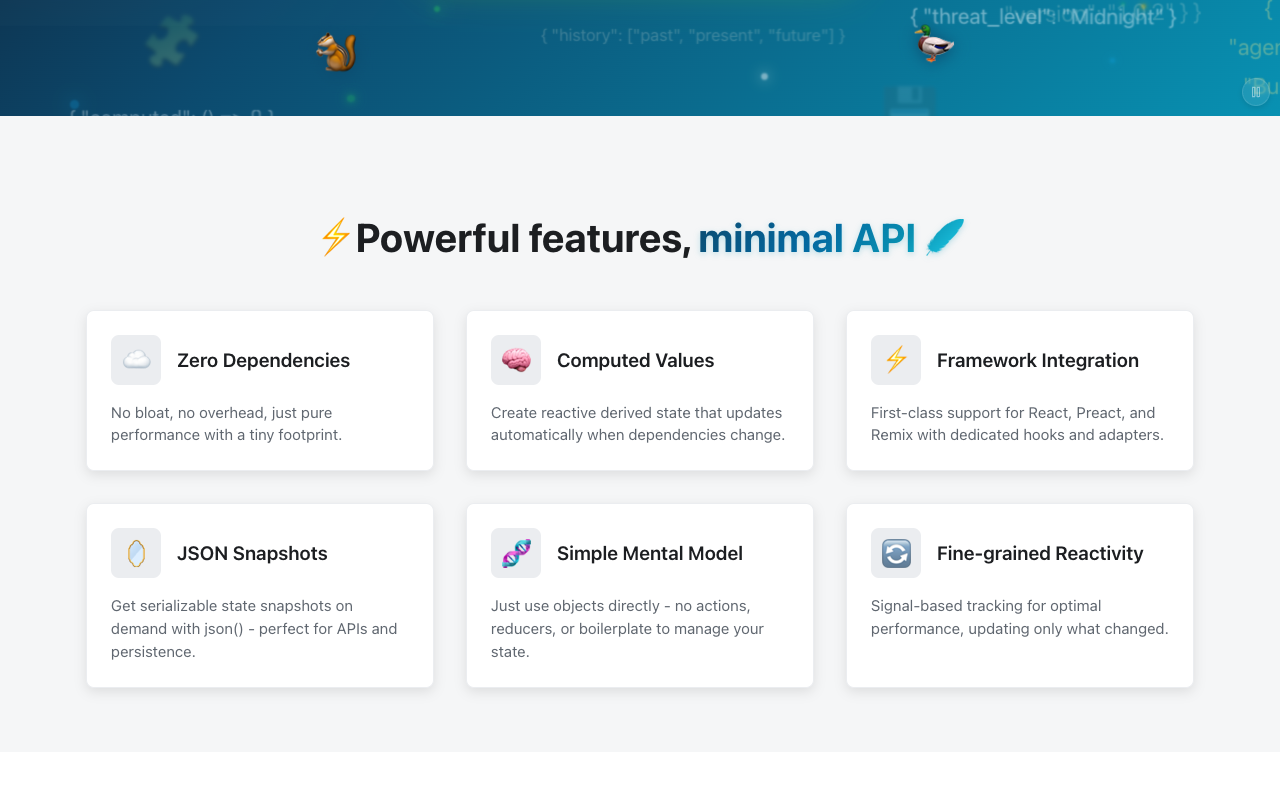 { "threat_level": "Midnight" }
{ "history": ["past", "present", "future"] }
{ "computed": () => {} }
Powerful features, minimal API
Zero Dependencies
No bloat, no overhead, just pure
performance with a tiny footprint.
Computed Values
Create reactive derived state that updates
automatically when dependencies change.
Framework Integration
First-class support for React, Preact, and
Remix with dedicated hooks and adapters.
JSON Snapshots
Get serializable state snapshots on
demand with json() - perfect for APIs and
persistence.
Simple Mental Model
Just use objects directly - no actions,
reducers, or boilerplate to manage your
state.
Fine-grained Reactivity
Signal-based tracking for optimal
performance, updating only what changed.